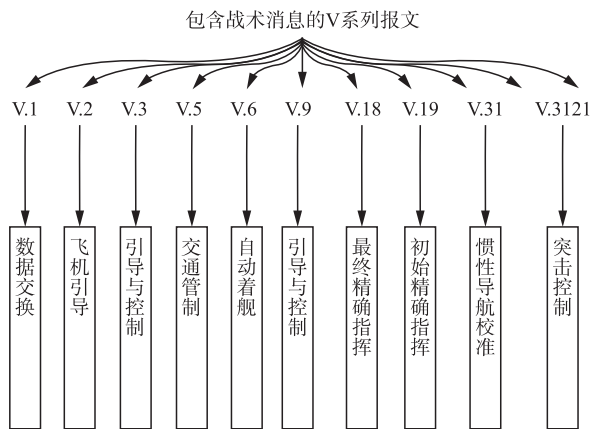 包含战术消息的V系列报文
V.1
V.2
V.3
V.5
V.6
V.9
V.18
V.19
V.31
V.3121
数据交换
飞机引导
引导与控制
交通管制
自动着舰
引导与控制
最终精确指挥
初始精确指挥
惯性导航校准
突击控制